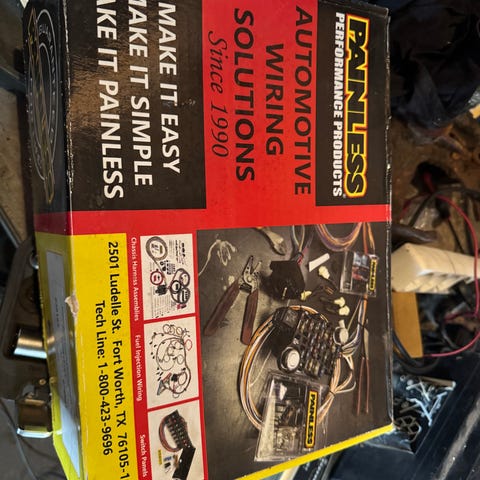 PAINLESS
PERFORMANCE PRODUCTS
AUTOMOTIVE
WIRING
SOLUTIONS
Since 1990
MAKE IT EASY
MAKE IT SIMPLE
AKE IT PAINLESS
PAINLESS
Chassis Harness Assemblies
Fuel Injection Wiring
Switch Panels
2501 Ludelle St. Fort Worth, TX 76105-1
Tech Line: 1-800-423-9696